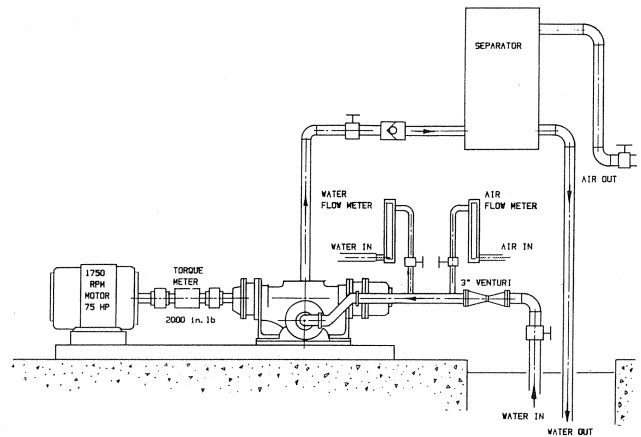 SEPARATOR
WATER
FLOW METER
AIR
FLOW METER
AIR OUT
WATER IN
AIR IN
1750
RPM
MOTOR
75 HP
TORQUE
METER
2000 in.lb
3" VENTURI
WATER IN
WATER OUT